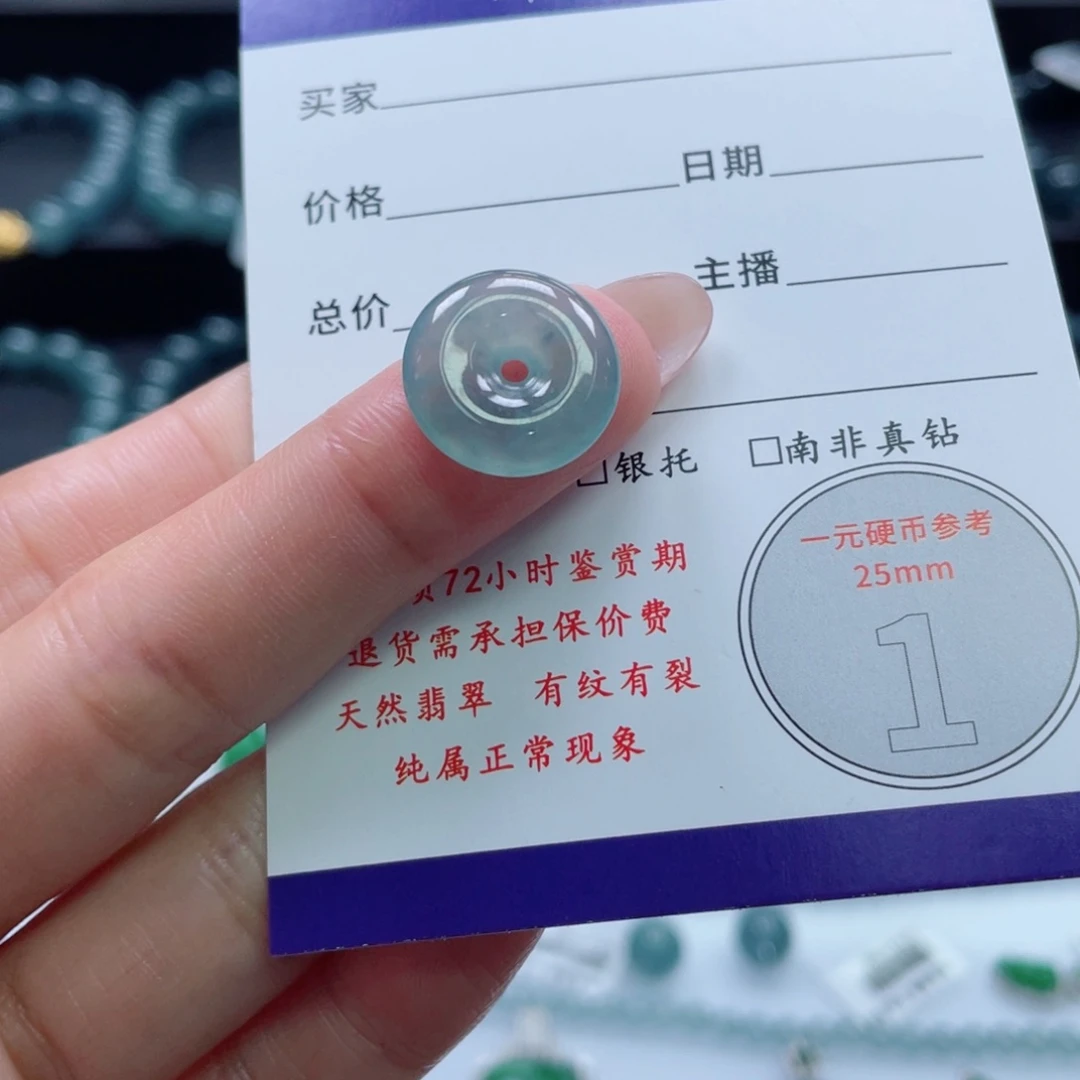 买家
价格 日期
总价 主播
□银托 □南非真钻
72小时鉴赏期
退货需承担保价费
天然翡翠 有纹有裂
纯属正常现象
一元硬币参考
25mm
1